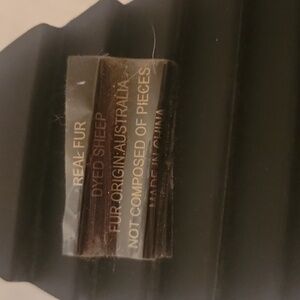 REAL FUR
DYED SHEEP
FUR ORIGIN:AUSTRALIA
NOT COMPOSED OF PIECES
MADE IN CHINA